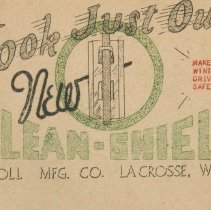 ook Just Ou
New
MAKE
WINT
DRIV
SAFE
LEAN-SHIEL
OLL MFG. CO. LACROSSE, W